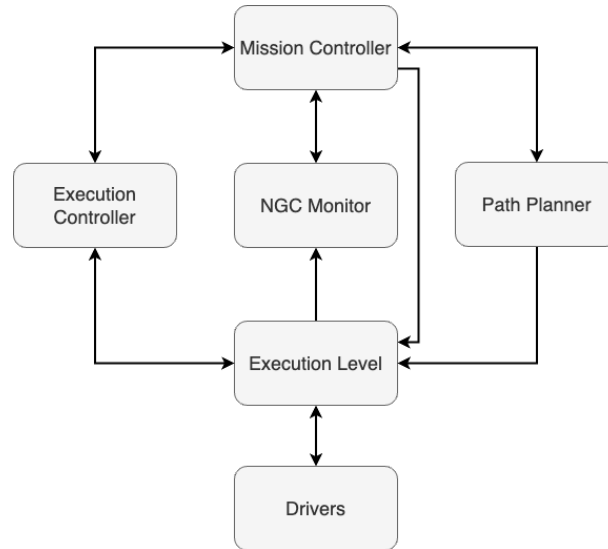 Mission Controller
Execution
Controller
NGC Monitor
Path Planner
Execution Level
Drivers